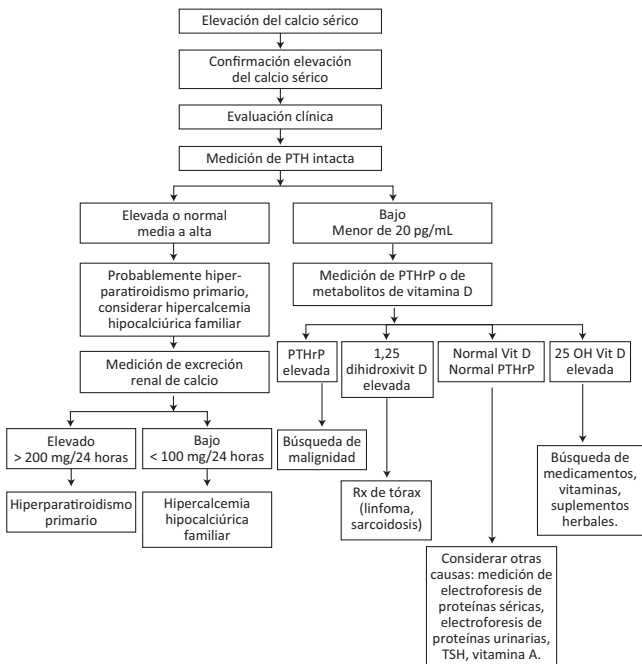 Elevación del calcio sérico
Confirmación elevación
del calcio sérico
Evaluación clínica
Medición de PTH intacta
Elevada o normal
media a alta
Bajo
Menor de 20 pg/mL
Probablemente hiper-
paratiroidismo primario,
considerar hipercalcemia
hipocalciúrica familiar
Medición de PTHrP o de
metabolitos de vitamina D
Medición de excreción
renal de calcio
PTHrP
elevada
1,25
dihidroxivit D
elevada
Normal Vit D
Normal PTHrP
25 OH Vit D
elevada
Elevado
> 200 mg/24 horas
Bajo
< 100 mg/24 horas
Búsqueda de
malignidad
Búsqueda de
medicamentos,
vitaminas,
suplementos
herbales.
Hiperparatiroidismo
primario
Hipercalcemia
hipocalciúrica
familiar
Rx de tórax
(linfoma,
sarcoidosis)
Considerar otras
causas: medición de
electroforesis de
proteínas séricas,
electroforesis de
proteínas urinarias,
TSH, vitamina A.